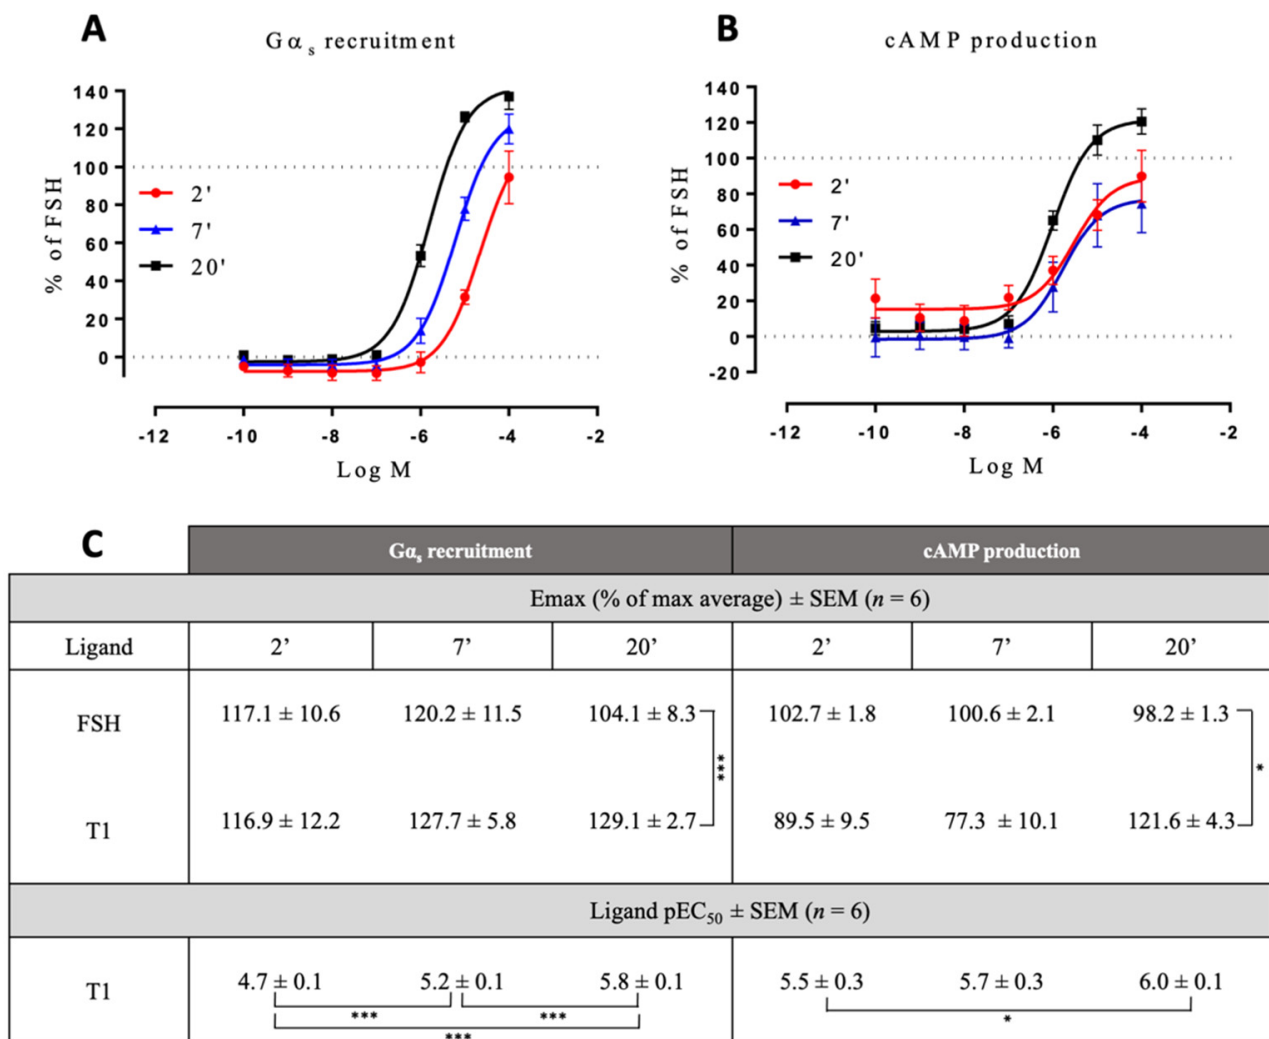 A
Gαs recruitment
% of FSH
140
120
100
80
60
40
20
0
2'
7'
20'
-12 -10 -8 -6 -4 -2
Log M
B
cAMP production
% of FSH
140
120
100
80
60
40
20
0
-20
2'
7'
20'
-12 -10 -8 -6 -4 -2
Log M
C
Gαs recruitment cAMP production
Emax (% of max average) ± SEM (n = 6)
Ligand 2’ 7’ 20’ 2’ 7’ 20’
FSH 117.1 ± 10.6 120.2 ± 11.5 104.1 ± 8.3 102.7 ± 1.8 100.6 ± 2.1 98.2 ± 1.3
*** *
T1 116.9 ± 12.2 127.7 ± 5.8 129.1 ± 2.7 89.5 ± 9.5 77.3 ± 10.1 121.6 ± 4.3
Ligand pEC50 ± SEM (n = 6)
T1 4.7 ± 0.1 5.2 ± 0.1 5.8 ± 0.1 5.5 ± 0.3 5.7 ± 0.3 6.0 ± 0.1
*** *** *
***